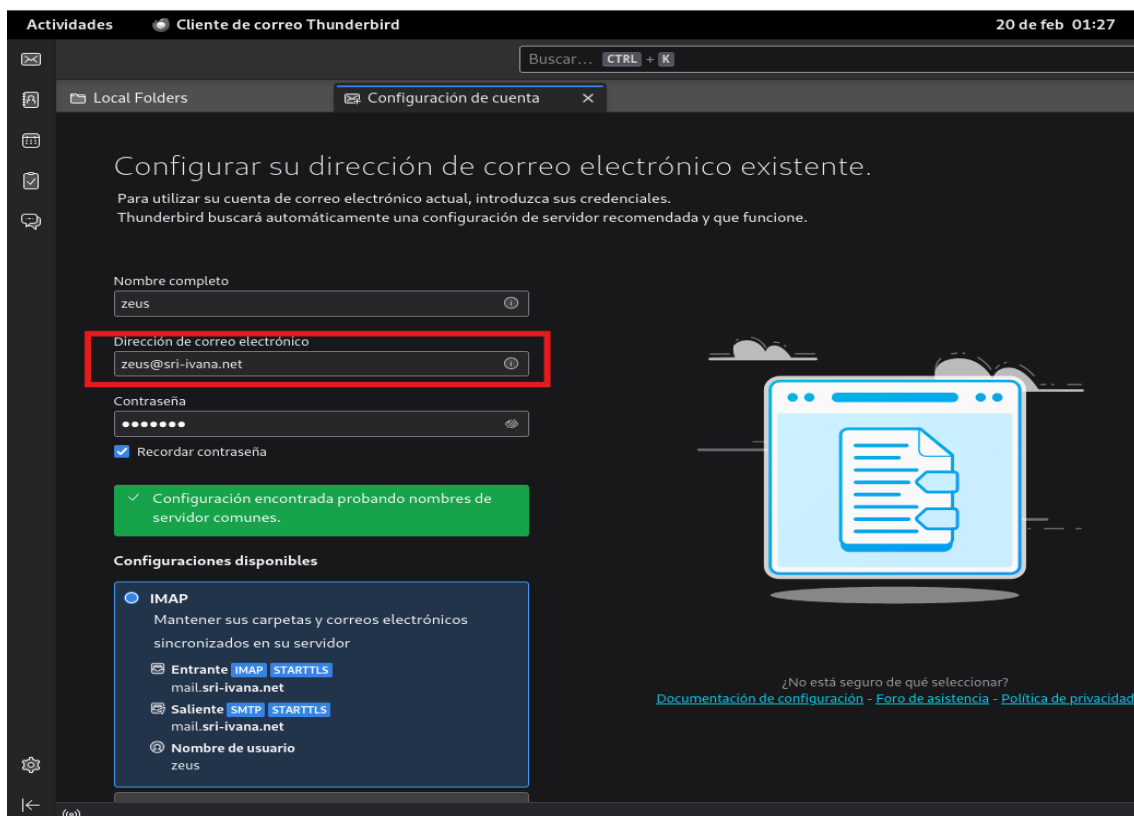 Actividades Cliente de correo Thunderbird 20 de feb 01:27
Buscar... CTRL + K
Local Folders Configuración de cuenta
Configurar su dirección de correo electrónico existente.
Para utilizar su cuenta de correo electrónico actual, introduzca sus credenciales.
Thunderbird buscará automáticamente una configuración de servidor recomendada y que funcione.
Nombre completo
zeus
Dirección de correo electrónico
zeus@sri-ivana.net
Contraseña
•••••••
Recordar contraseña
Configuración encontrada probando nombres de
servidor comunes.
Configuraciones disponibles
IMAP
Mantener sus carpetas y correos electrónicos
sincronizados en su servidor
Entrante IMAP STARTTLS
mail.sri-ivana.net
Saliente SMTP STARTTLS
mail.sri-ivana.net
Nombre de usuario
zeus
¿No está seguro de qué seleccionar?
Documentación de configuración - Foro de asistencia - Política de privacidad